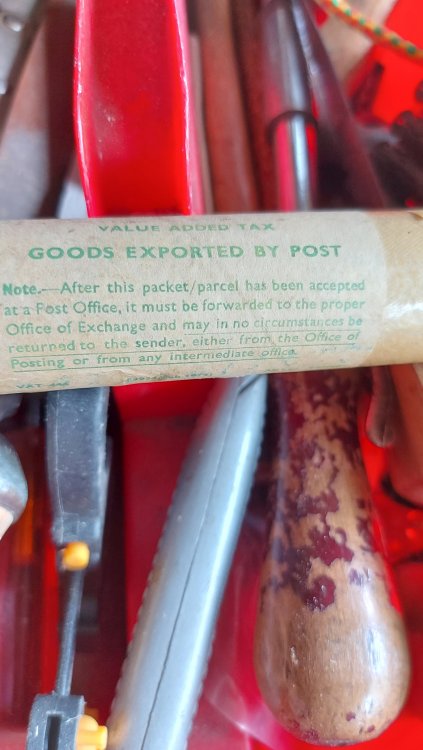 VALUE ADDED TAX
GOODS EXPORTED BY POST
Note.—After this packet/parcel has been accepted
at a Post Office, it must be forwarded to the proper
Office of Exchange and may in no circumstances be
returned to the sender, either from the Office of
Posting or from any intermediate office.
VAT